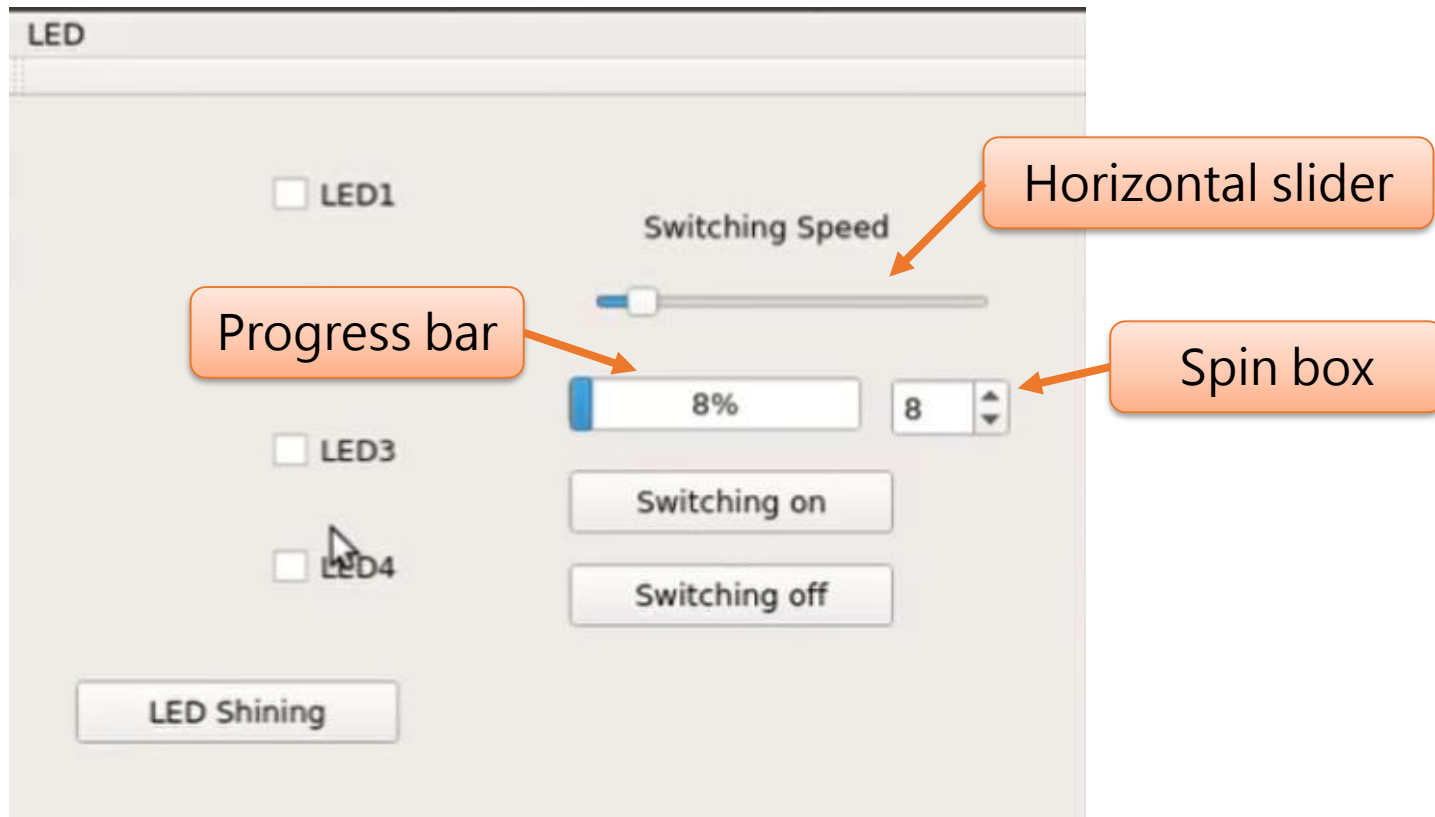 LED
LED1
Horizontal slider
Switching Speed
Progress bar
Spin box
8%
8
LED3
Switching on
LED4
Switching off
LED Shining